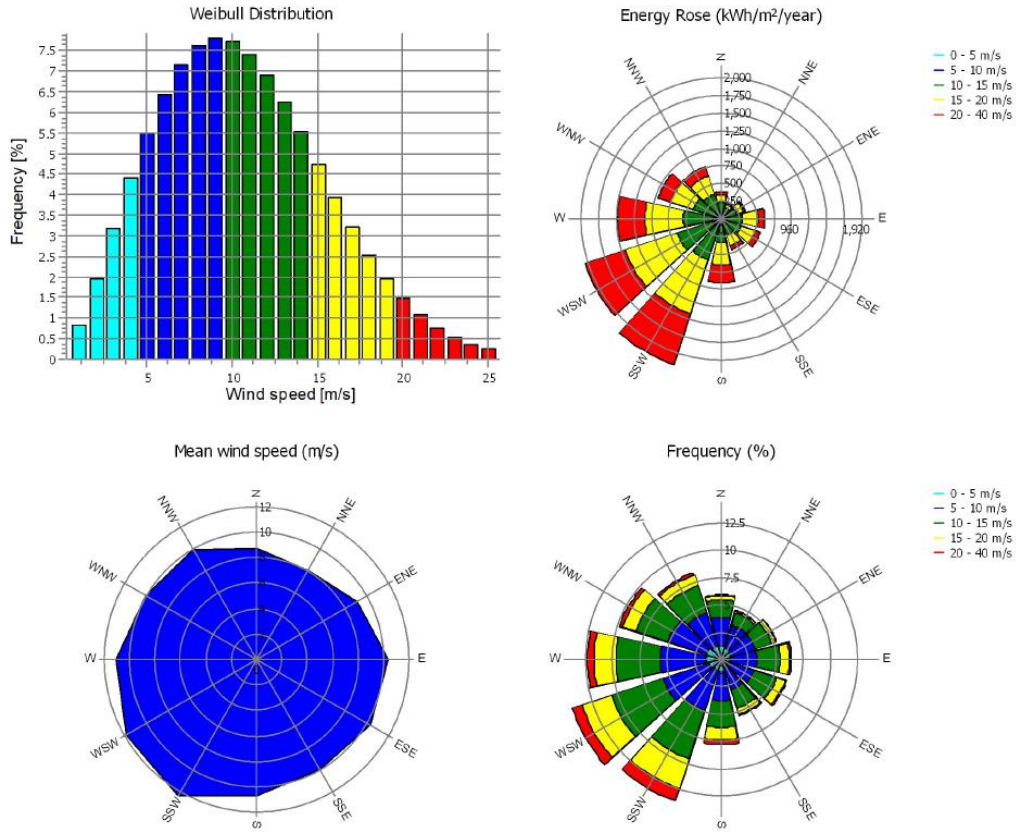 Weibull Distribution
Frequency [%]
7.5
7
6.5
6
5.5
5
4.5
4
3.5
3
2.5
2
1.5
1
0.5
0
5
10
15
20
25
Wind speed [m/s]
Energy Rose (kWh/m²/year)
N
NNE
ENE
E
ESE
SSE
S
SSW
WSW
W
WNW
NNW
2,000
1,750
1,500
1,250
1,000
750
500
250
960
1,920
0 - 5 m/s
5 - 10 m/s
10 - 15 m/s
15 - 20 m/s
20 - 40 m/s
Mean wind speed (m/s)
N
NNE
ENE
E
ESE
SSE
S
SSW
WSW
W
WNW
NNW
12
10
Frequency (%)
N
NNE
ENE
E
ESE
SSE
S
SSW
WSW
W
WNW
NNW
12.5
10
7.5
0 - 5 m/s
5 - 10 m/s
10 - 15 m/s
15 - 20 m/s
20 - 40 m/s